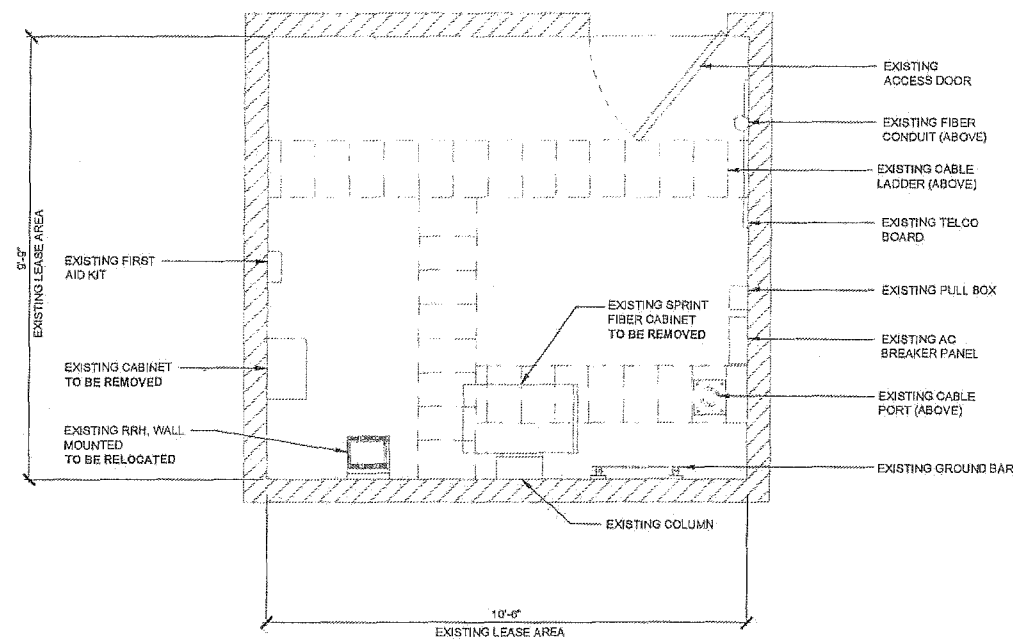 EXISTING
ACCESS DOOR
EXISTING FIBER
CONDUIT (ABOVE)
EXISTING CABLE
LADDER (ABOVE)
EXISTING TELCO
BOARD
9'-9"
EXISTING LEASE AREA
EXISTING FIRST
AID KIT
EXISTING PULL BOX
EXISTING SPRINT
FIBER CABINET
TO BE REMOVED
EXISTING AC
BREAKER PANEL
EXISTING CABINET
TO BE REMOVED
EXISTING CABLE
PORT (ABOVE)
EXISTING RRH, WALL
MOUNTED
TO BE RELOCATED
EXISTING GROUND BAR
EXISTING COLUMN
10'-6"
EXISTING LEASE AREA